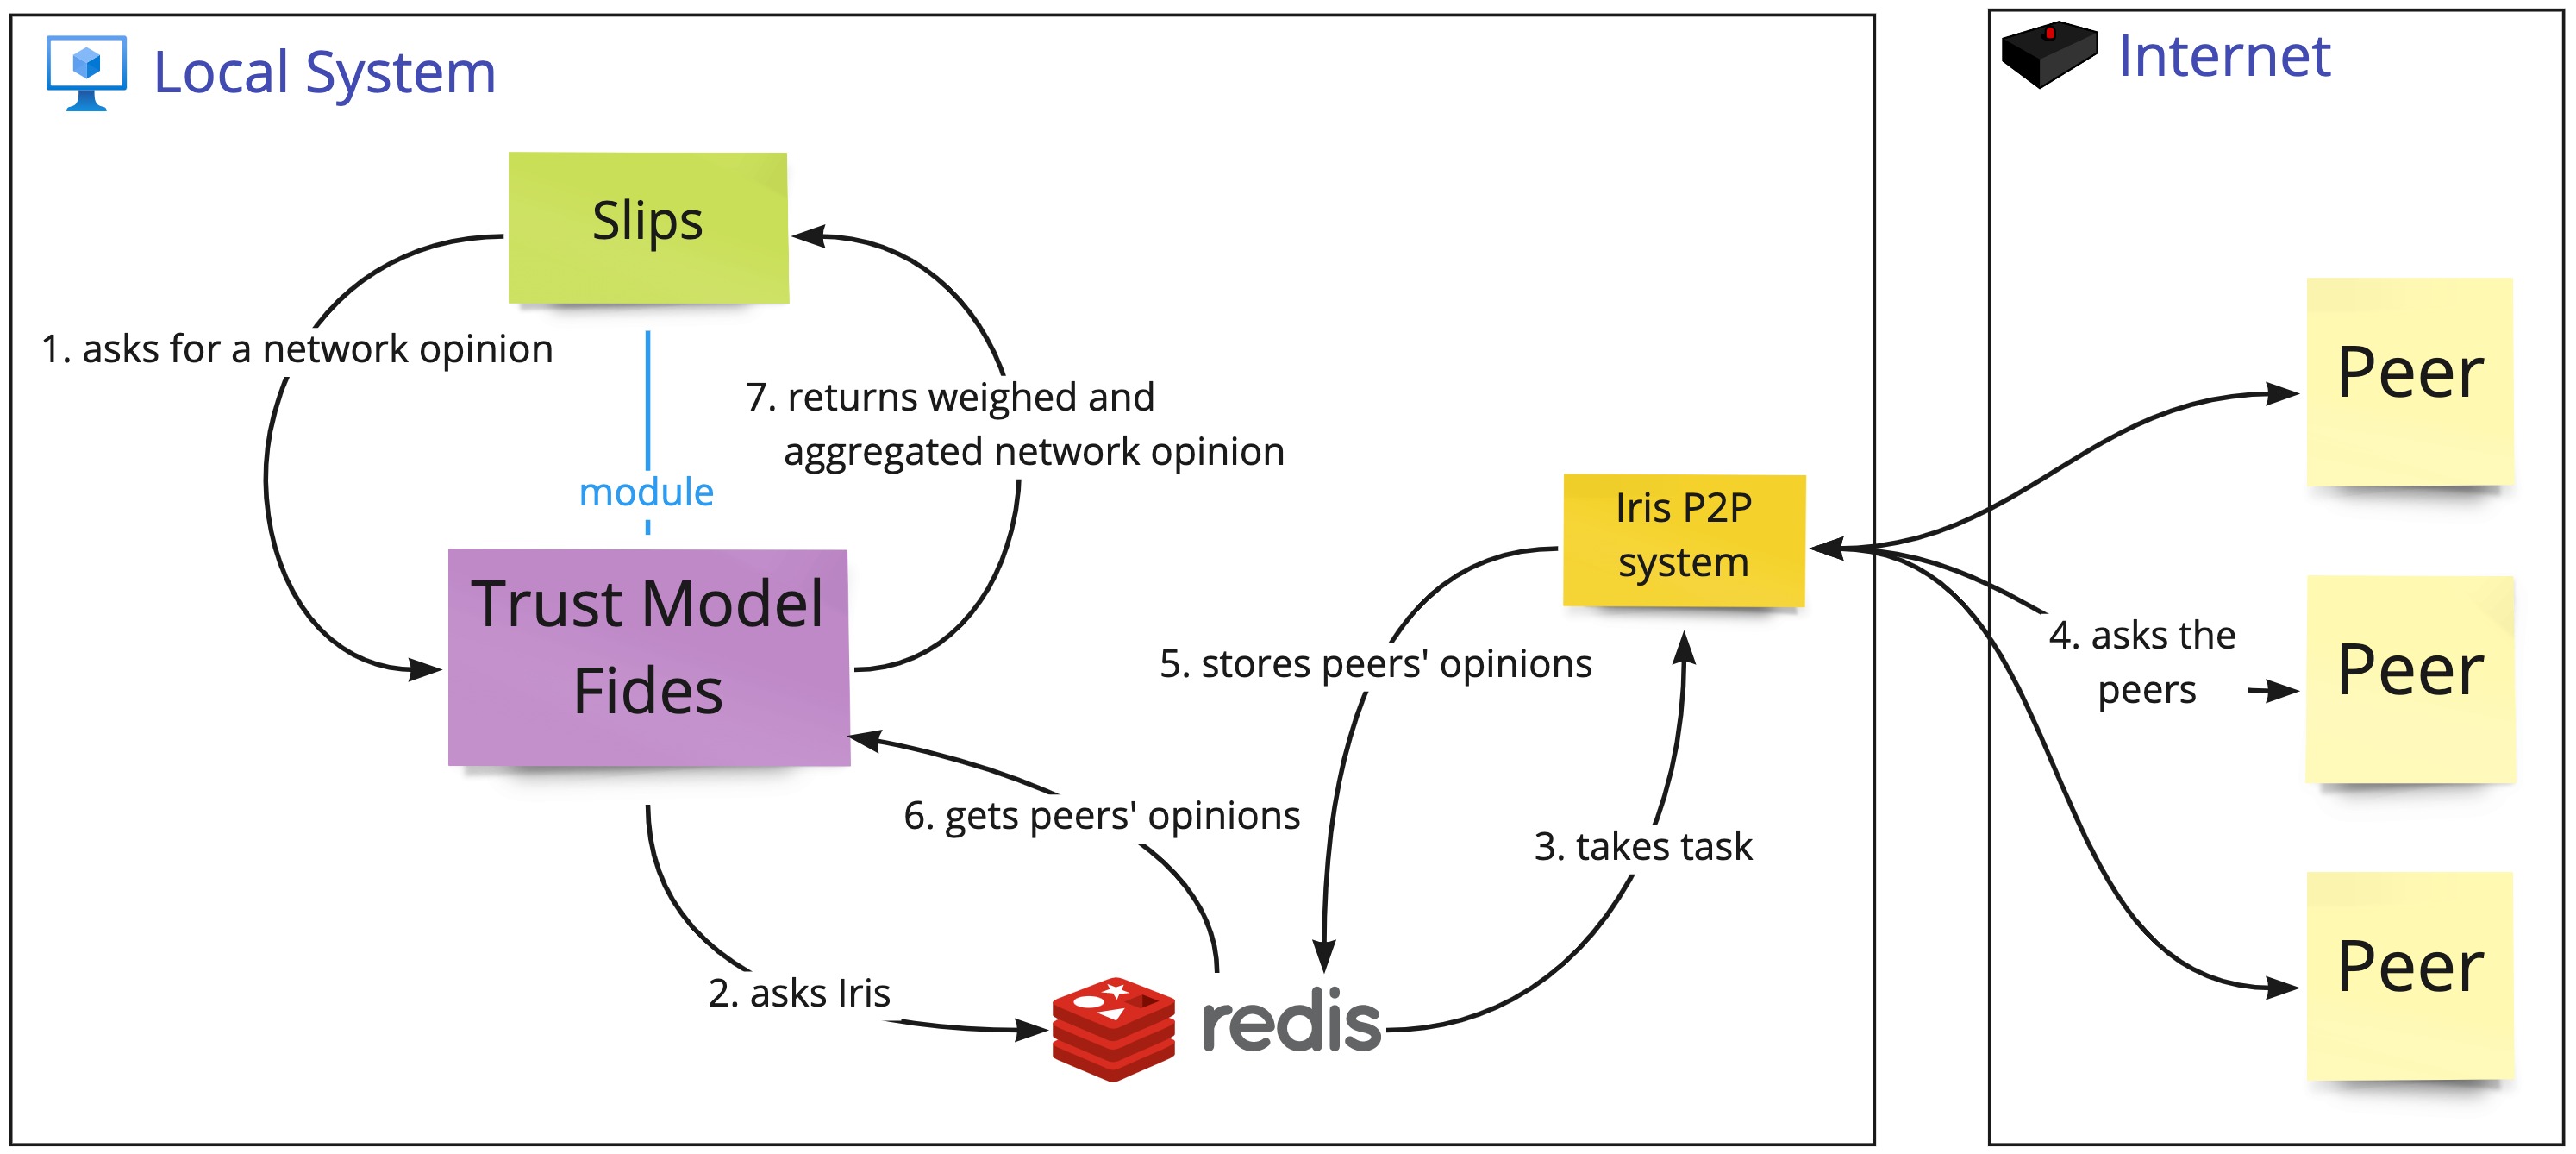 Local System
Internet
Slips
1. asks for a network opinion
7. returns weighed and
aggregated network opinion
module
Trust Model
Fides
Iris P2P
system
5. stores peers' opinions
6. gets peers' opinions
3. takes task
2. asks Iris
redis
Peer
4. asks the
peers
Peer
Peer